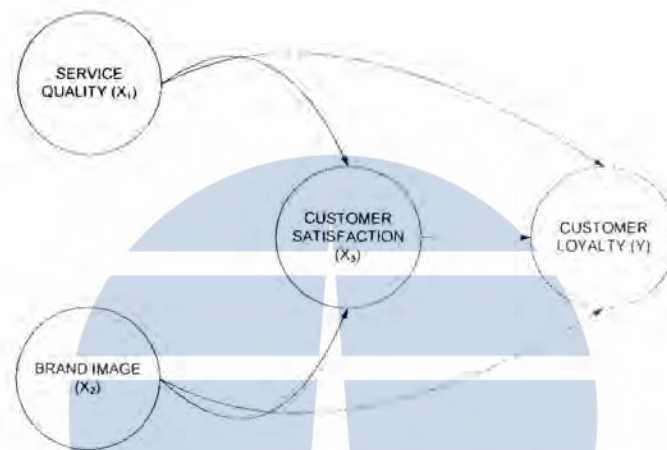 SERVICE
QUALITY (X₁)
CUSTOMER
SATISFACTION
(X₃)
CUSTOMER
LOYALTY (Y)
BRAND IMAGE
(X₂)